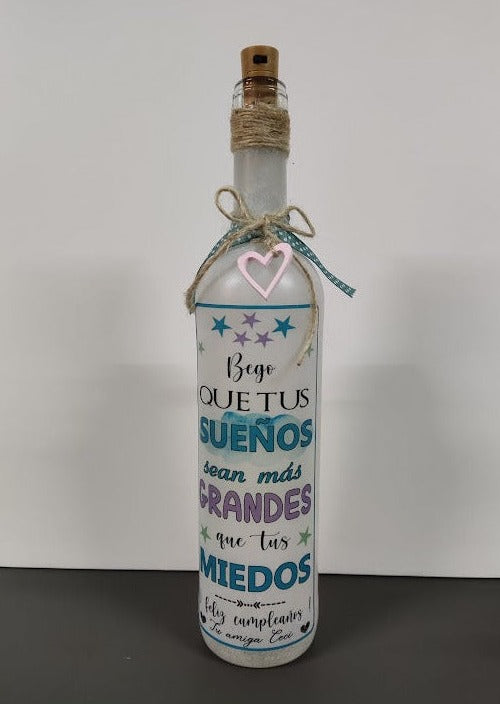 Bego
QUE TUS
SUEÑOS
sean más
GRANDES
que tus
MIEDOS
feliz cumpleaños !
Tu amiga Ceci